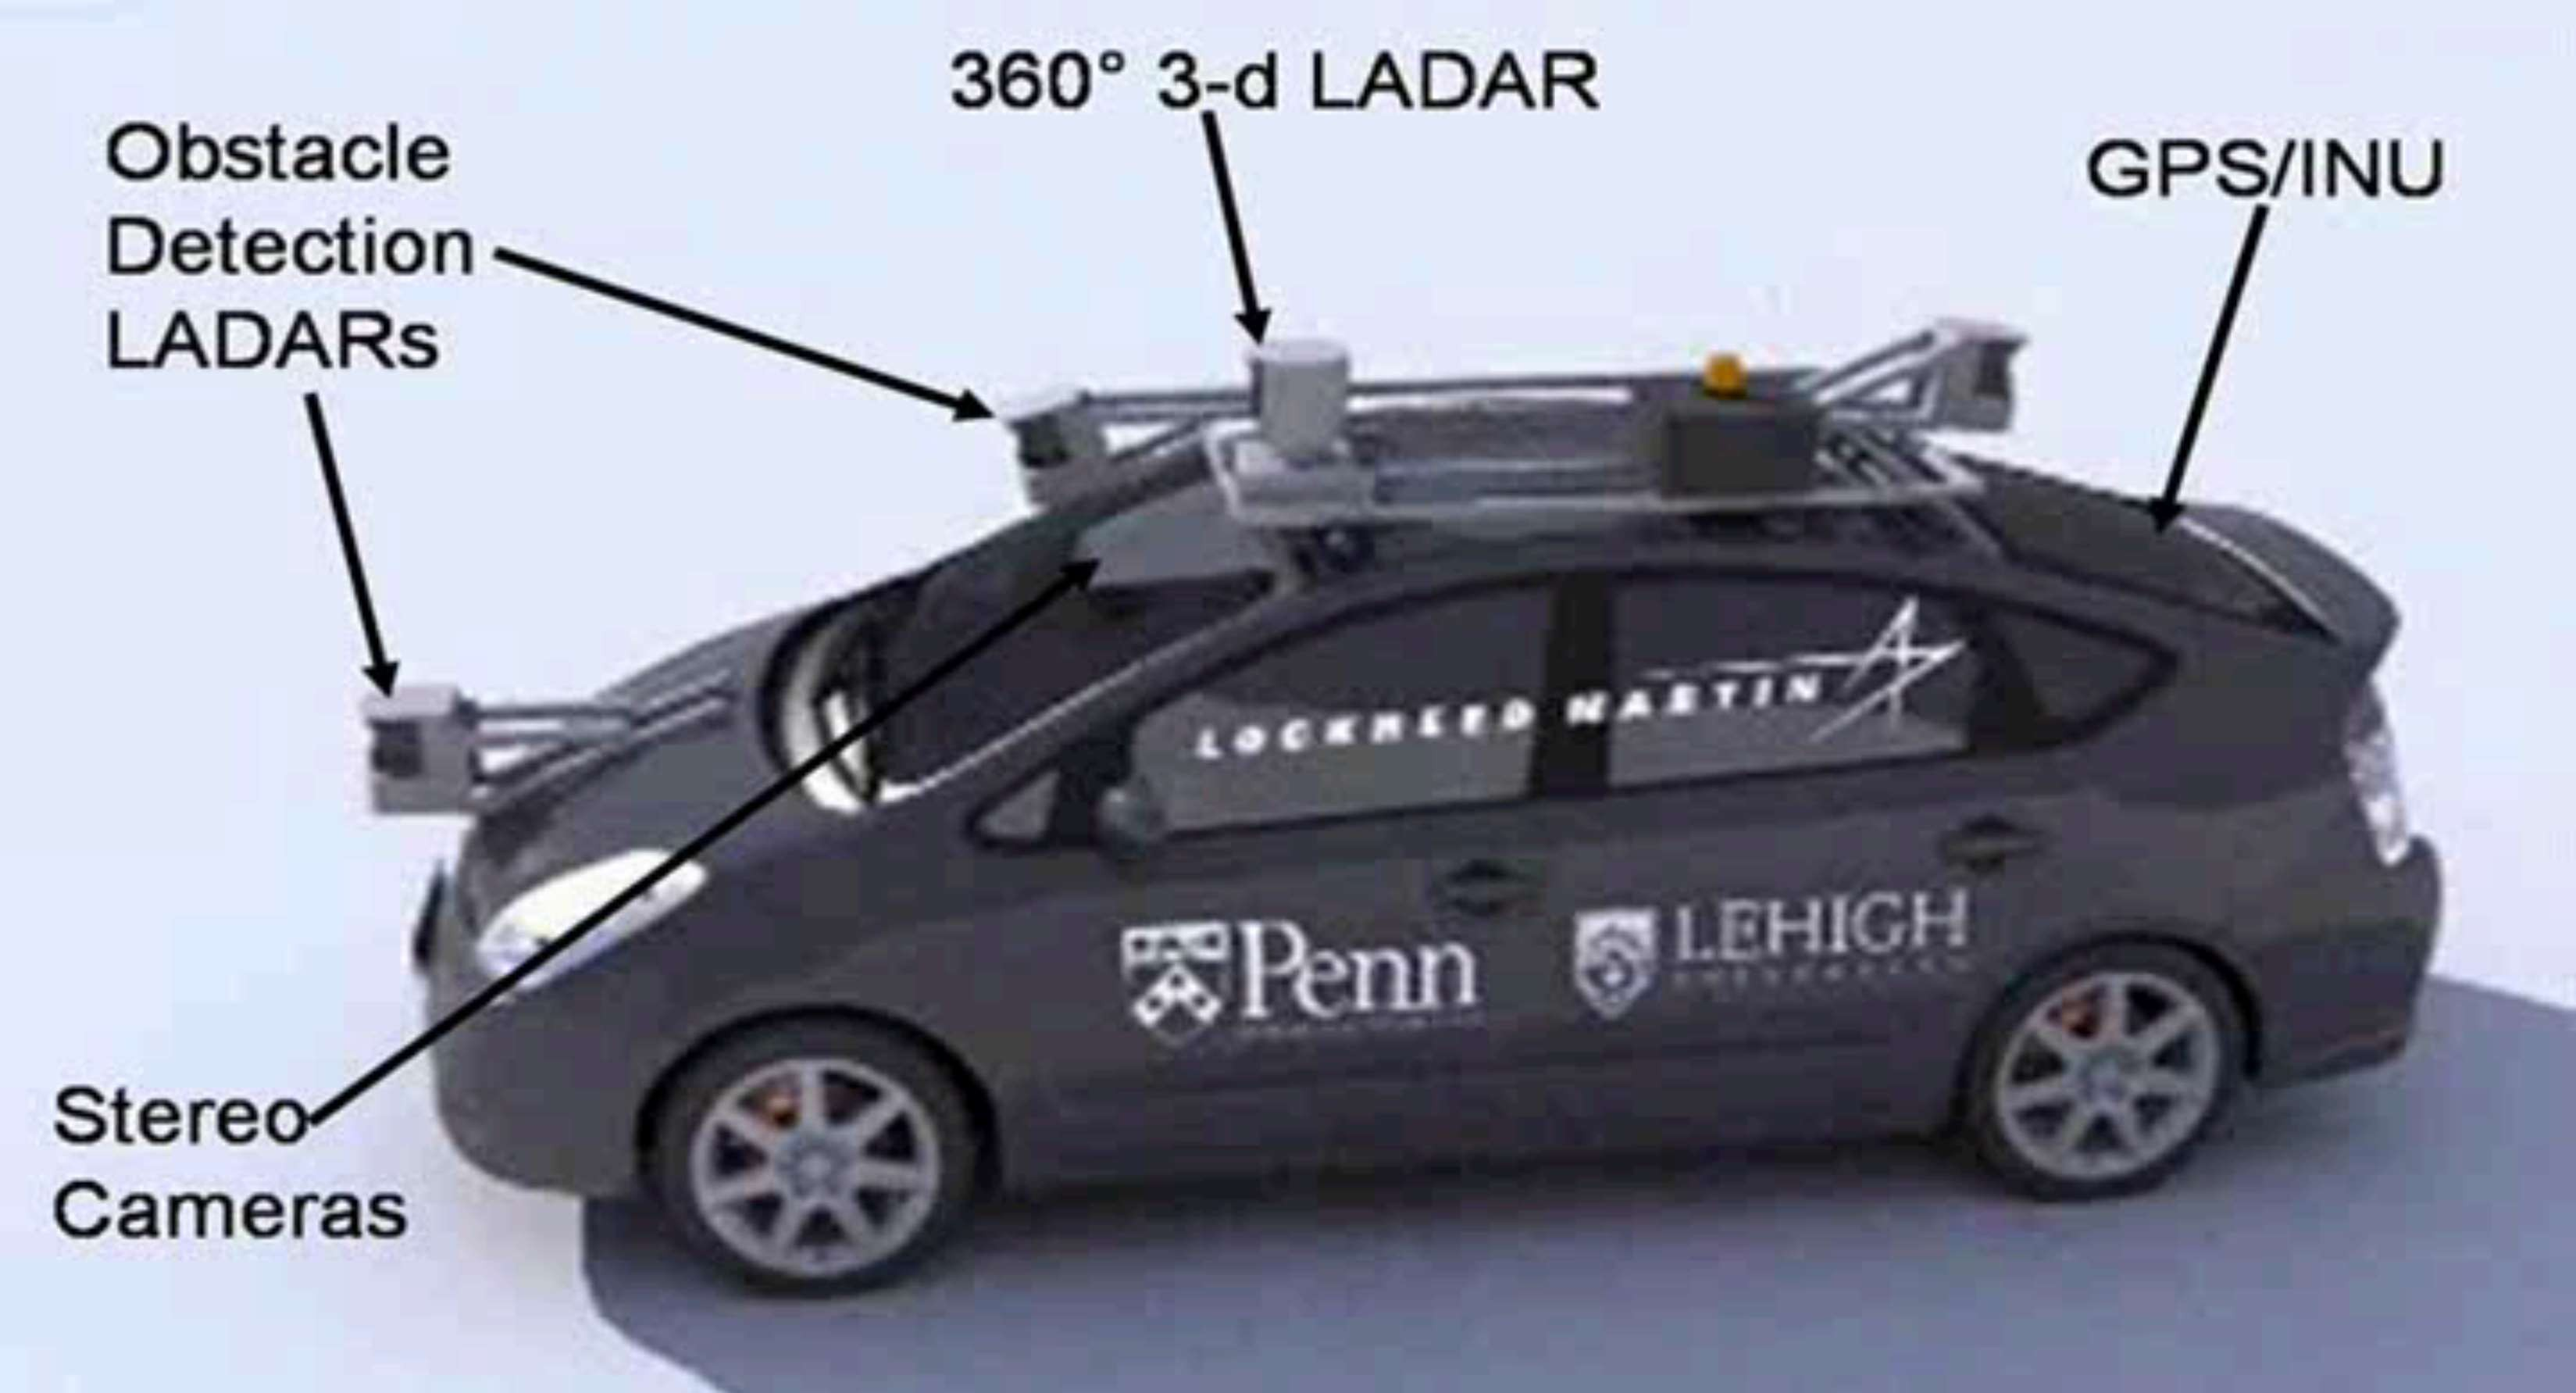 360° 3-d LADAR
Obstacle
Detection
LADARs
GPS/INU
LOCKHEED MARTIN
Penn
LEHIGH
Stereo
Cameras